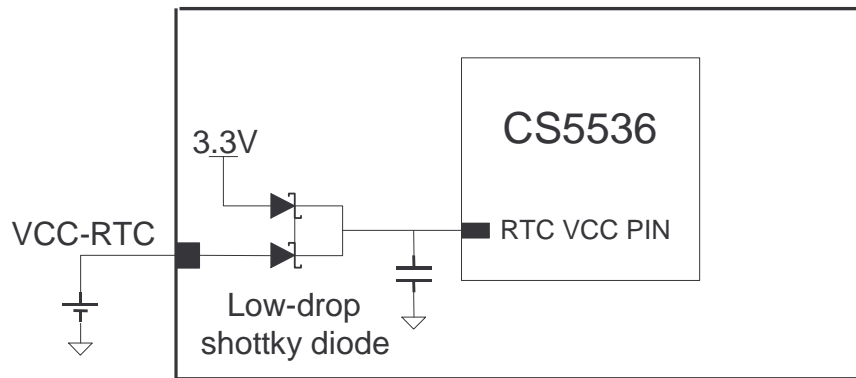 CS5536
3.3V
VCC-RTC
RTC VCC PIN
Low-drop
shottky diode